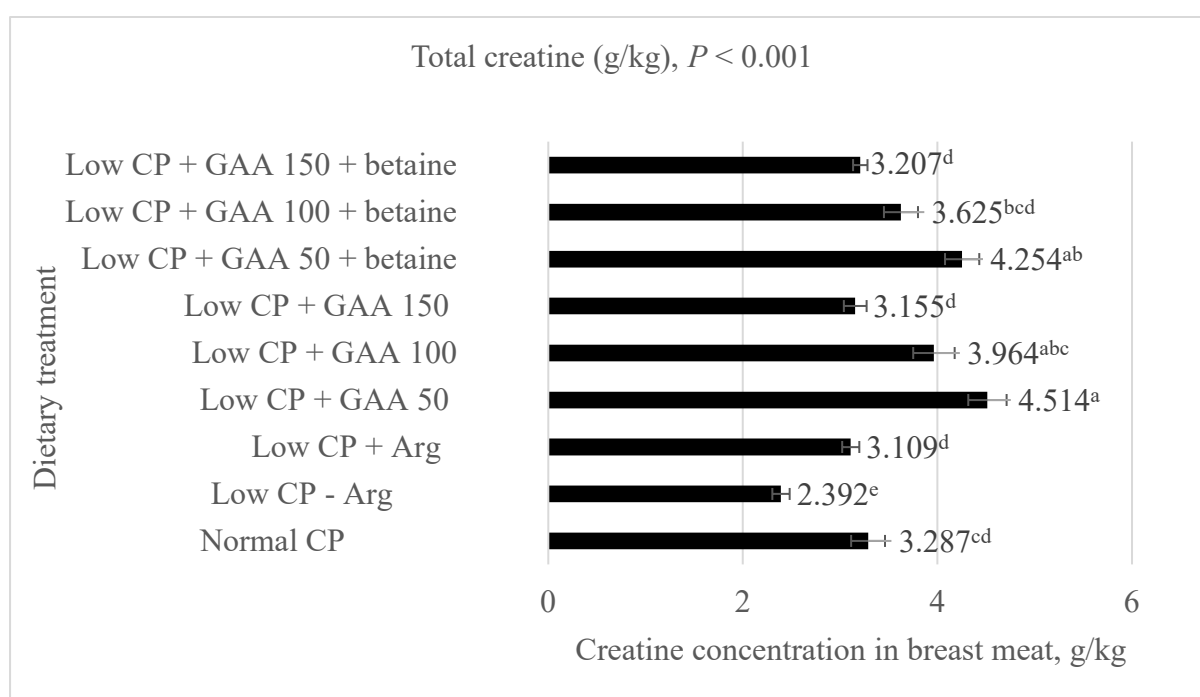 Total creatine (g/kg), P < 0.001
Dietary treatment
Low CP + GAA 150 + betaine 3.207d
Low CP + GAA 100 + betaine 3.625bcd
Low CP + GAA 50 + betaine 4.254ab
Low CP + GAA 150 3.155d
Low CP + GAA 100 3.964abc
Low CP + GAA 50 4.514a
Low CP + Arg 3.109d
Low CP - Arg 2.392e
Normal CP 3.287cd
0 2 4 6
Creatine concentration in breast meat, g/kg